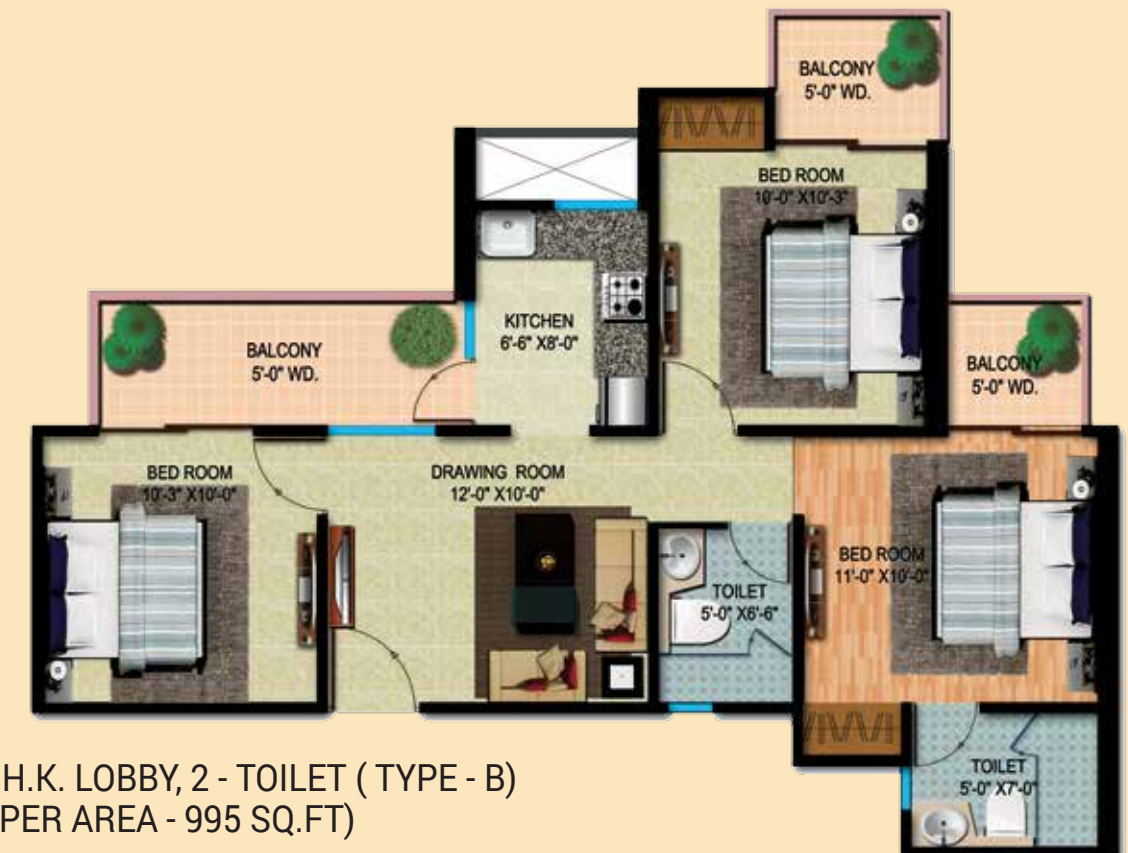 BALCONY
5'-0" WD.
BED ROOM
10'-0" X10'-3"
KITCHEN
6'-6" X8'-0"
BALCONY
5'-0" WD.
BALCONY
5'-0" WD.
BED ROOM
10'-3" X10'-0"
DRAWING ROOM
12'-0" X10'-0"
BED ROOM
11'-0" X10'-0"
TOILET
5'-0" X6'-6"
TOILET
5'-0" X7'-0"
H.K. LOBBY, 2 - TOILET ( TYPE - B)
PER AREA - 995 SQ.FT)